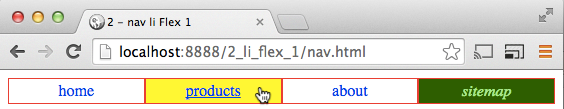 2 – nav li Flex 1
localhost:8888/2_li_flex_1/nav.html
home products about sitemap